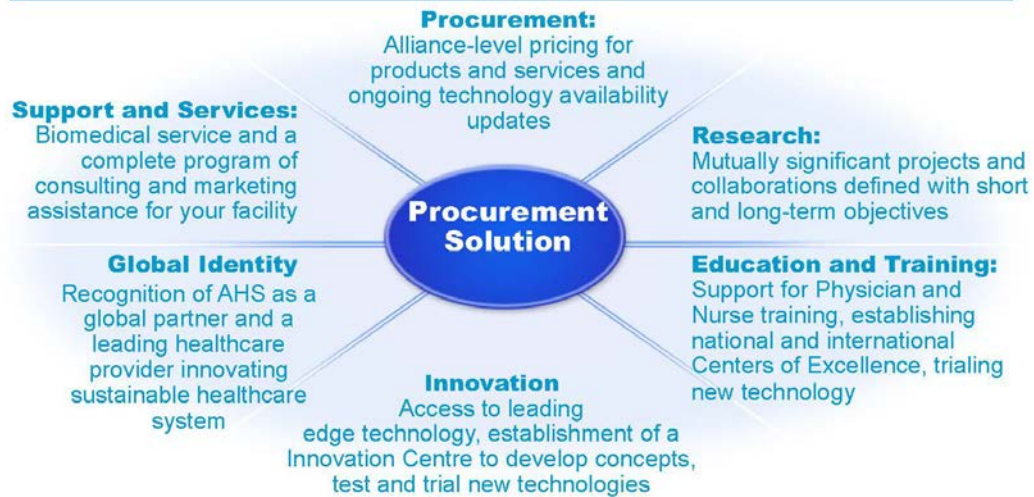 Procurement:
Alliance-level pricing for
products and services and
ongoing technology availability
updates
Support and Services:
Biomedical service and a
complete program of
consulting and marketing
assistance for your facility
Research:
Mutually significant projects and
collaborations defined with short
and long-term objectives
Procurement
Solution
Global Identity
Recognition of AHS as a
global partner and a
leading healthcare
provider innovating
sustainable healthcare
system
Education and Training:
Support for Physician and
Nurse training, establishing
national and international
Centers of Excellence, trialing
new technology
Innovation
Access to leading
edge technology, establishment of a
Innovation Centre to develop concepts,
test and trial new technologies